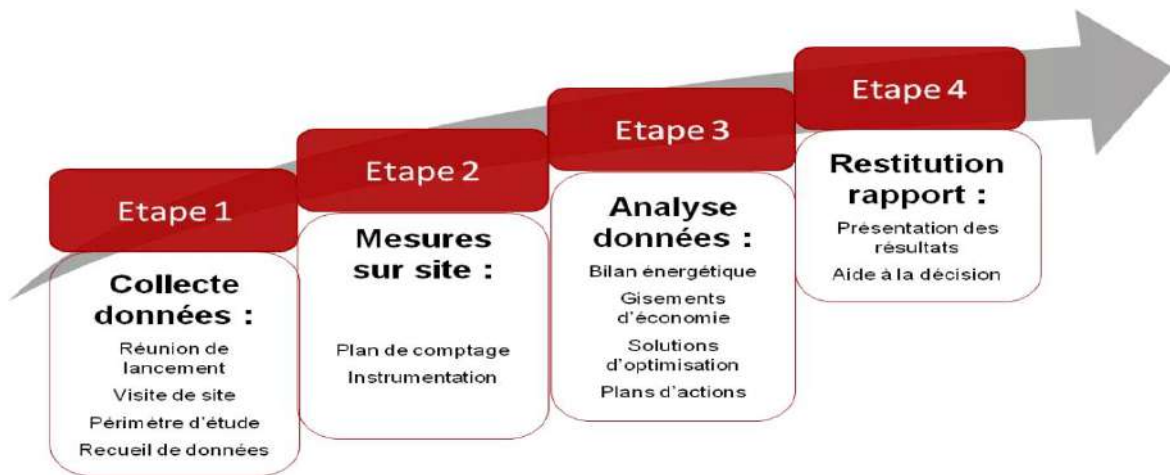 Etape 1
Collecte
données :
Réunion de
lancement
Visite de site
Périmètre d'étude
Recueil de données
Etape 2
Mesures
sur site :
Plan de comptage
Instrumentation
Etape 3
Analyse
données :
Bilan énergétique
Gisements
d'économie
Solutions
d'optimisation
Plans d'actions
Etape 4
Restitution
rapport :
Présentation des
résultats
Aide à la décision